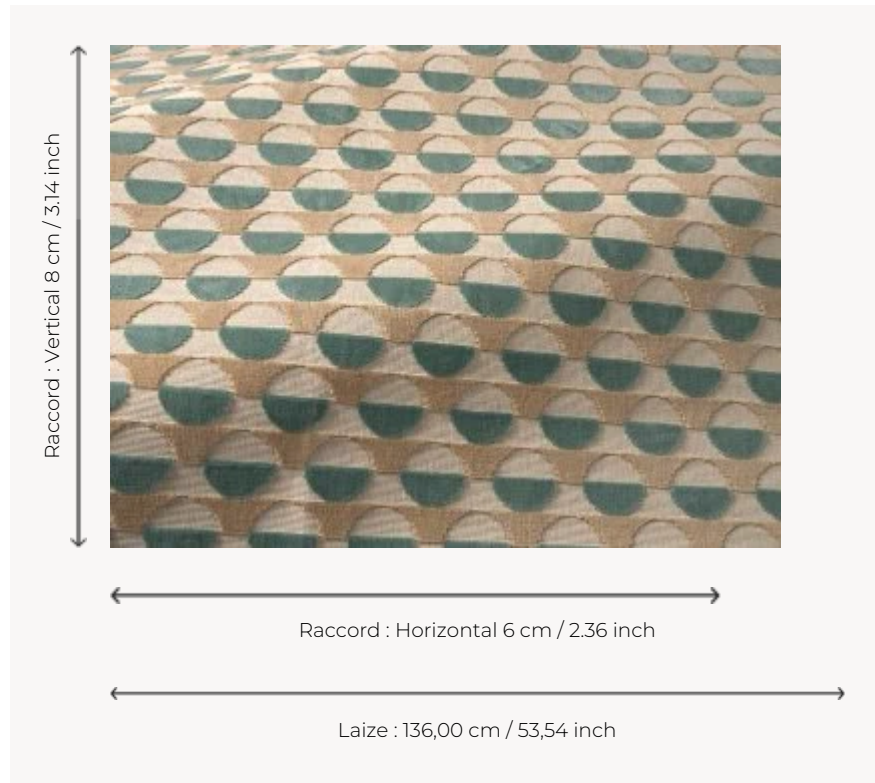 Raccord : Vertical 8 cm / 3.14 inch
Raccord : Horizontal 6 cm / 2.36 inch
Laize : 136,00 cm / 53,54 inch